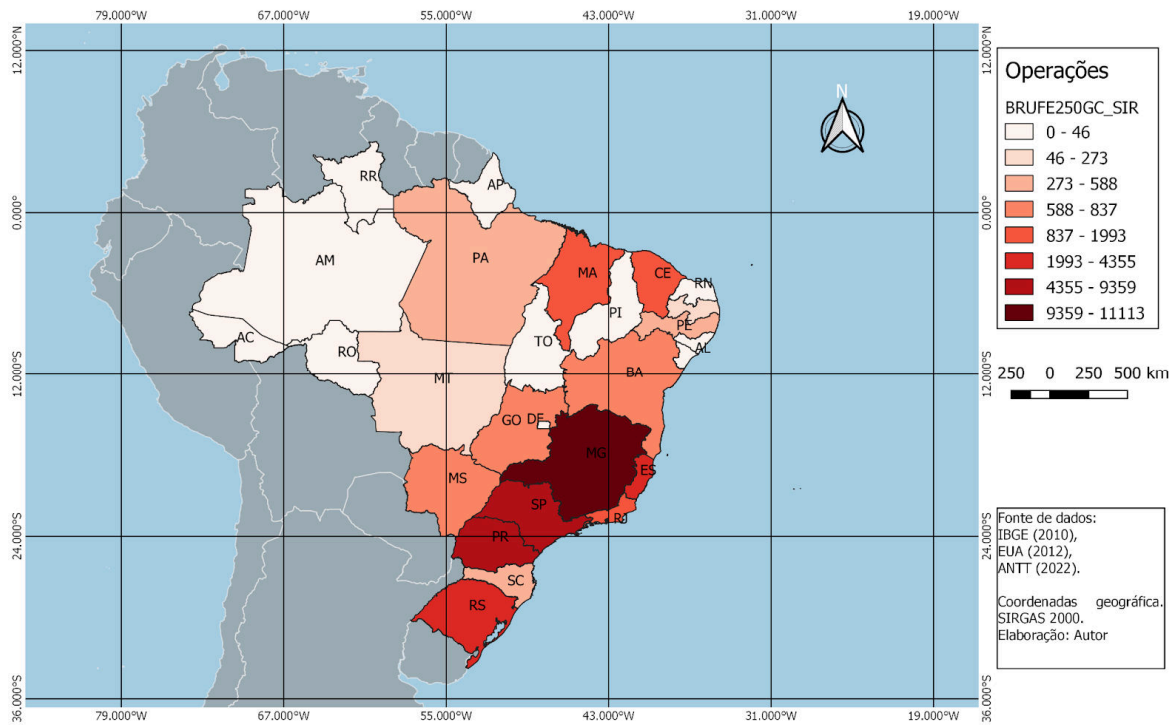 79.000°W 67.000°W 55.000°W 43.000°W 31.000°W 19.000°W
12.000°N 12.000°N
0.000° 0.000°
12.000°S 12.000°S
24.000°S 24.000°S
36.000°S 36.000°S
N
RR
AP
AM
PA
MA
CE
RN
PI
PE
AC
RO
TO
AL
MT
BA
GO DF
MG
MS
ES
SP
RJ
PR
SC
RS
79.000°W 67.000°W 55.000°W 43.000°W 31.000°W 19.000°W
Operações
BRUFE250GC_SIR
0 - 46
46 - 273
273 - 588
588 - 837
837 - 1993
1993 - 4355
4355 - 9359
9359 - 11113
250 0 250 500 km
Fonte de dados:
IBGE (2010),
EUA (2012),
ANTT (2022).
Coordenadas geográfica.
SIRGAS 2000.
Elaboração: Autor